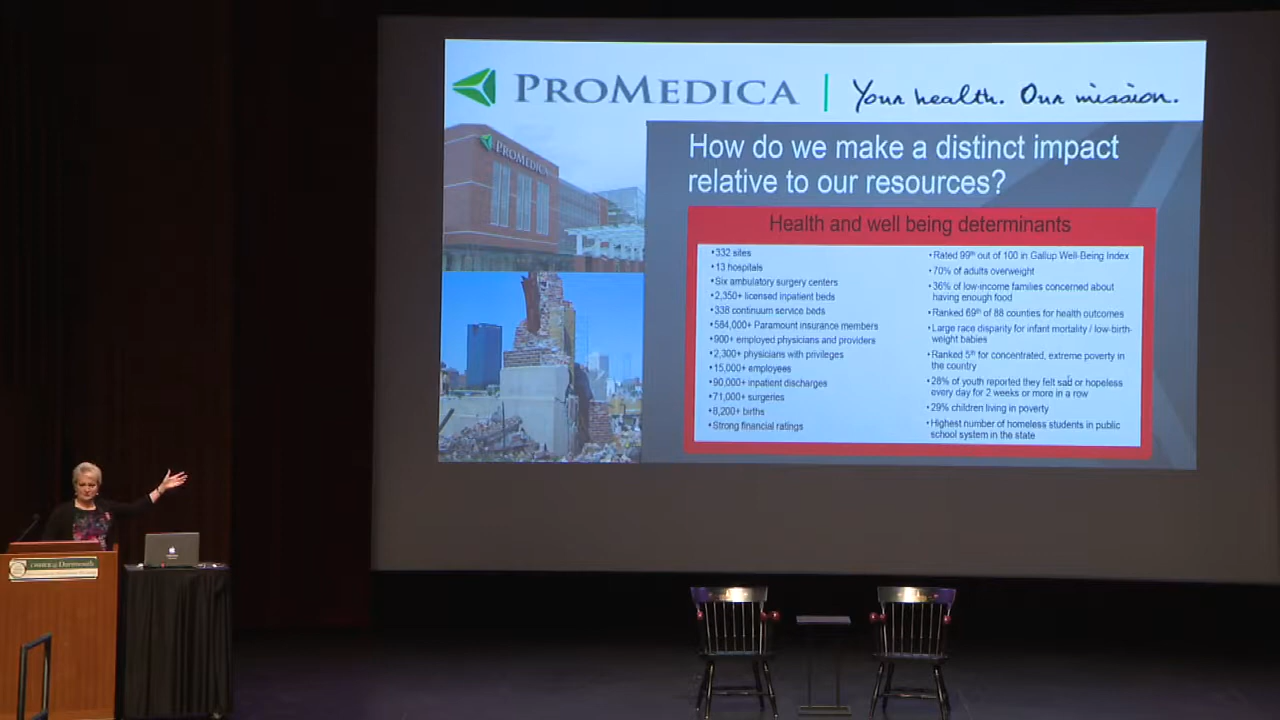 PROMEDICA
Your health. Our mission.
PROMEDICA
How do we make a distinct impact
relative to our resources?
Health and well being determinants
•332 sites
•13 hospitals
•Six ambulatory surgery centers
•2,350+ licensed inpatient beds
•338 continuum service beds
•584,000+ Paramount insurance members
•900+ employed physicians and providers
•2,300+ physicians with privileges
•15,000+ employees
•90,000+ inpatient discharges
•71,000+ surgeries
•8,200+ births
•Strong financial ratings
•Rated 99th out of 100 in Gallup Well-Being Index
•70% of adults overweight
•36% of low-income families concerned about
having enough food
•Ranked 69th of 88 counties for health outcomes
•Large race disparity for infant mortality / low-birth-
weight babies
•Ranked 5th for concentrated, extreme poverty in
the country
•28% of youth reported they felt sad or hopeless
every day for 2 weeks or more in a row
•29% children living in poverty
•Highest number of homeless students in public
school system in the state
Dartmouth